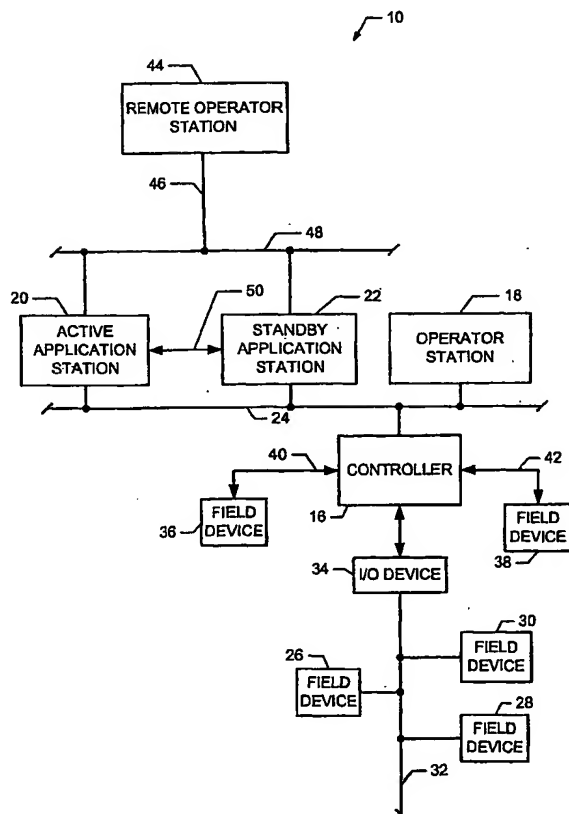 10
44
REMOTE OPERATOR
STATION
46
48
20
50
22
18
ACTIVE
APPLICATION
STATION
STANDBY
APPLICATION
STATION
OPERATOR
STATION
24
40
42
CONTROLLER
36
FIELD
DEVICE
16
FIELD
DEVICE
38
34
I/O DEVICE
30
26
FIELD
DEVICE
FIELD
DEVICE
28
FIELD
DEVICE
32